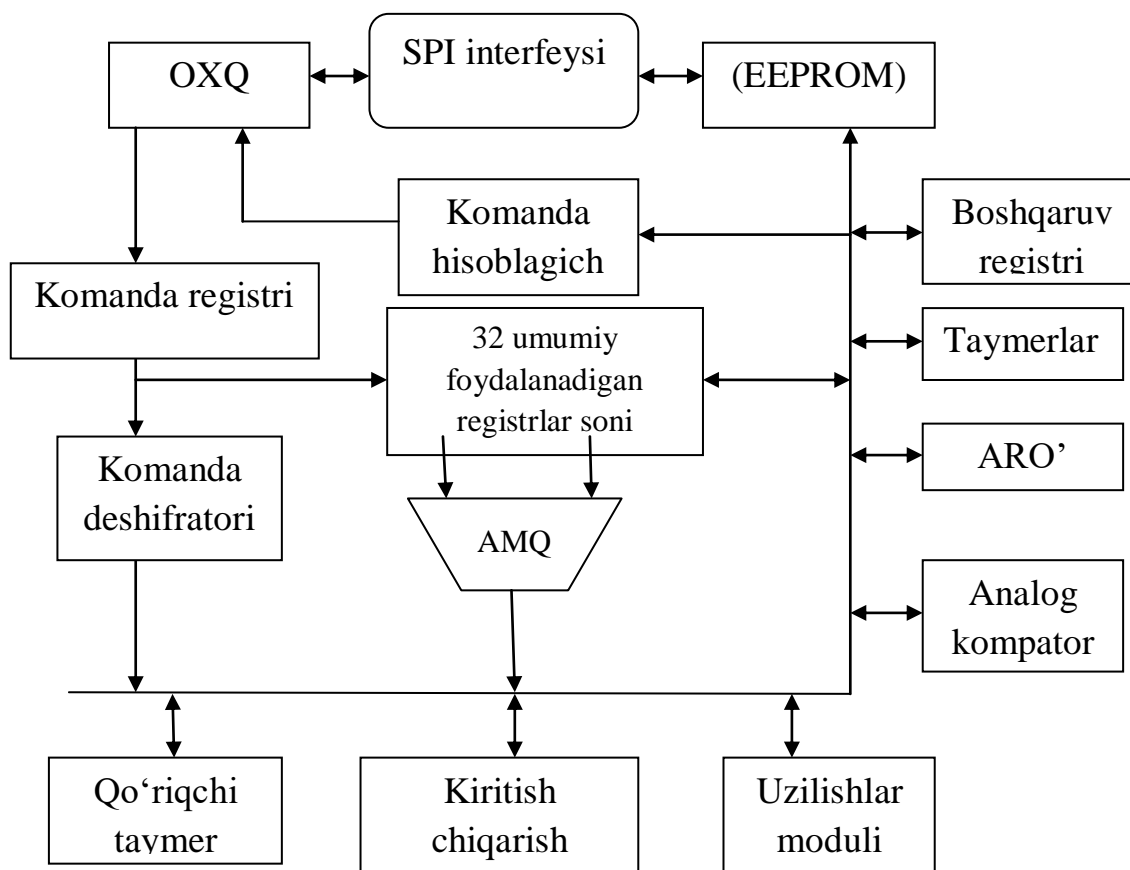 OXQ
SPI interfeysi
(EEPROM)
Komanda
hisoblagich
Boshqaruv
registri
Komanda registri
32 umumiy
foydalanadigan
registrlar soni
Taymerlar
Komanda
deshifratori
ARO’
AMQ
Analog
kompator
Qo‘riqchi
taymer
Kiritish
chiqarish
Uzilishlar
moduli